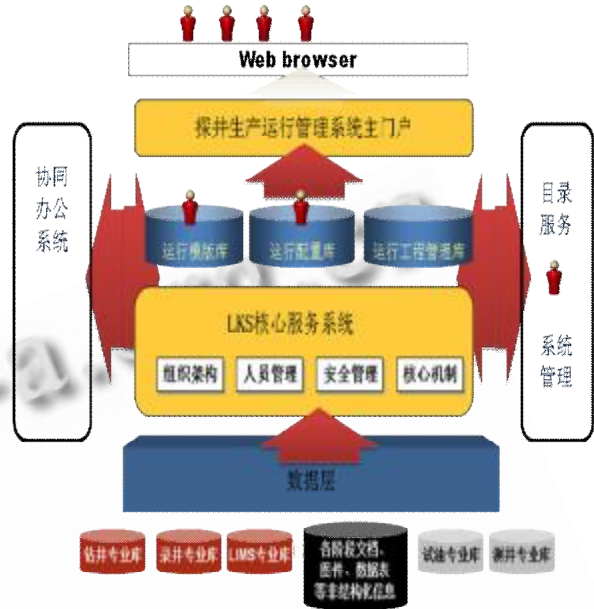 Web browser
探井生产运行管理系统主门户
协同
办公
系统
目录
服务
系统
管理
运行模版库
运行配置库
运行工程管理库
LKS核心服务系统
组织架构
人员管理
安全管理
核心机制
数据层
钻井专业库
录井专业库
LIMS专业库
各阶段文档、
图件、数据表
等非结构化信息
试油专业库
测井专业库